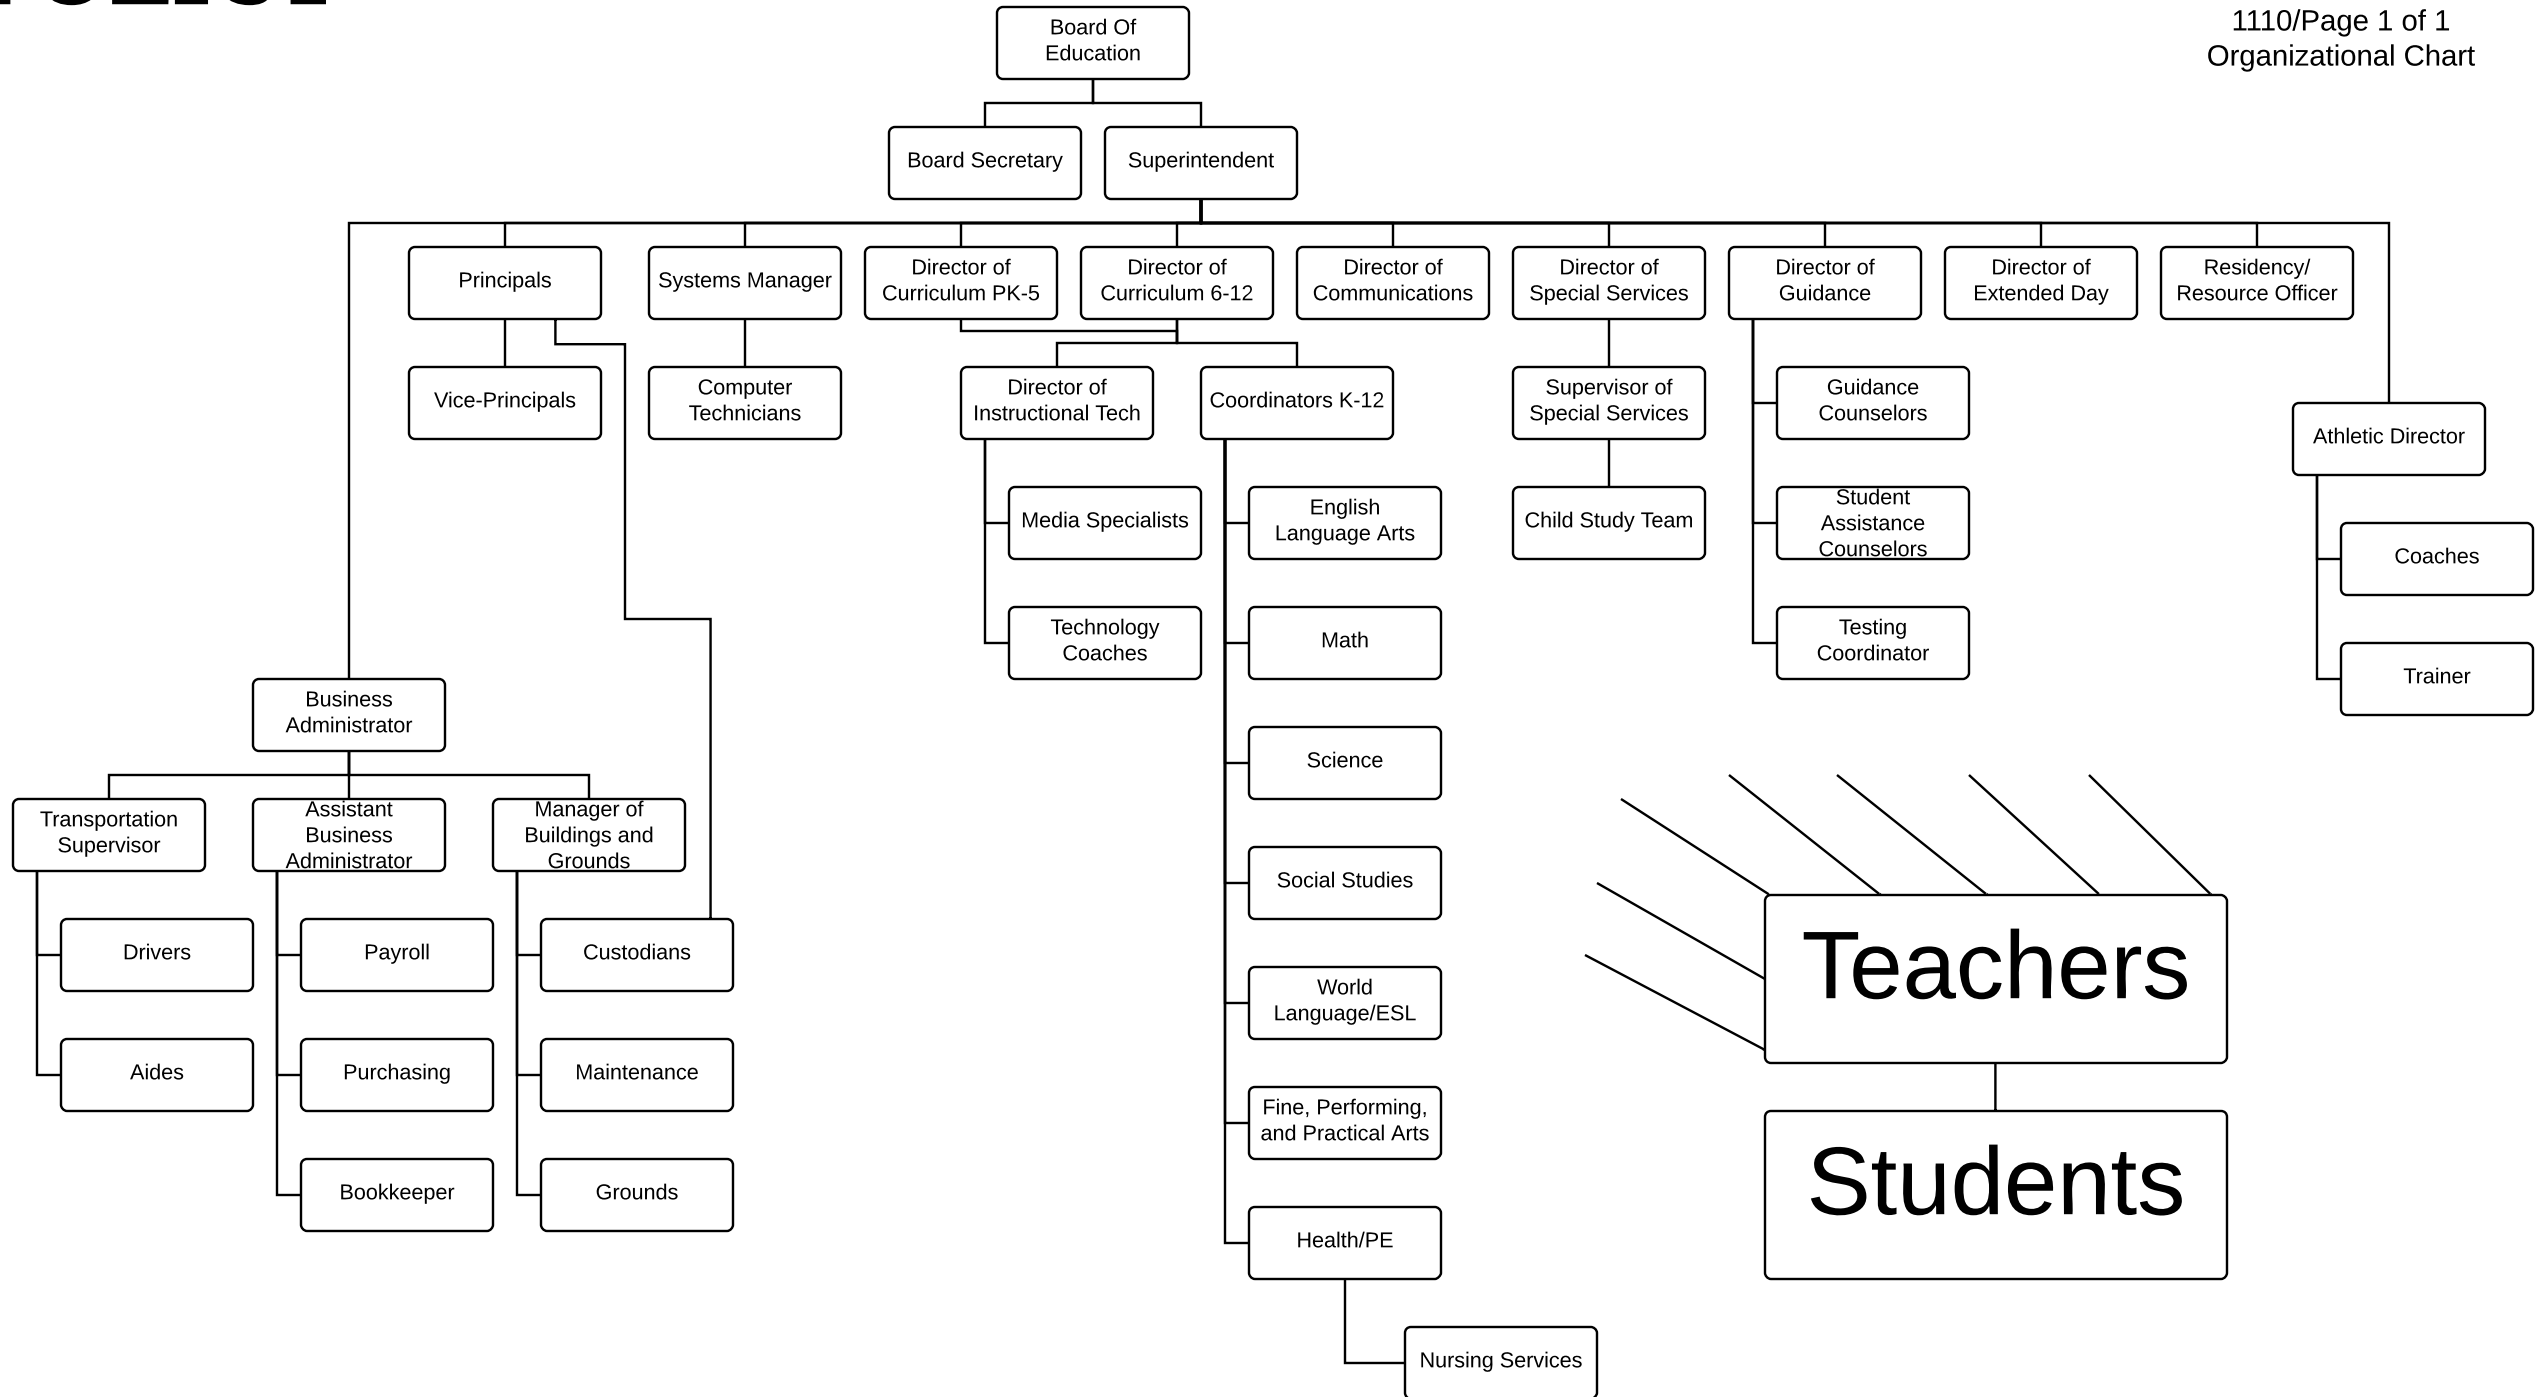 1110/Page 1 of 1
Organizational Chart
Board Of
Education
Board Secretary
Superintendent
Principals
Systems Manager
Director of
Curriculum PK-5
Director of
Curriculum 6-12
Director of
Communications
Director of
Special Services
Director of
Guidance
Director of
Extended Day
Residency/
Resource Officer
Vice-Principals
Computer
Technicians
Director of
Instructional Tech
Coordinators K-12
Supervisor of
Special Services
Guidance
Counselors
Athletic Director
Media Specialists
English
Language Arts
Child Study Team
Student
Assistance
Counselors
Coaches
Technology
Coaches
Math
Testing
Coordinator
Trainer
Business
Administrator
Science
Transportation
Supervisor
Assistant
Business
Administrator
Manager of
Buildings and
Grounds
Social Studies
Drivers
Payroll
Custodians
Teachers
World
Language/ESL
Aides
Purchasing
Maintenance
Fine, Performing,
and Practical Arts
Students
Bookkeeper
Grounds
Health/PE
Nursing Services